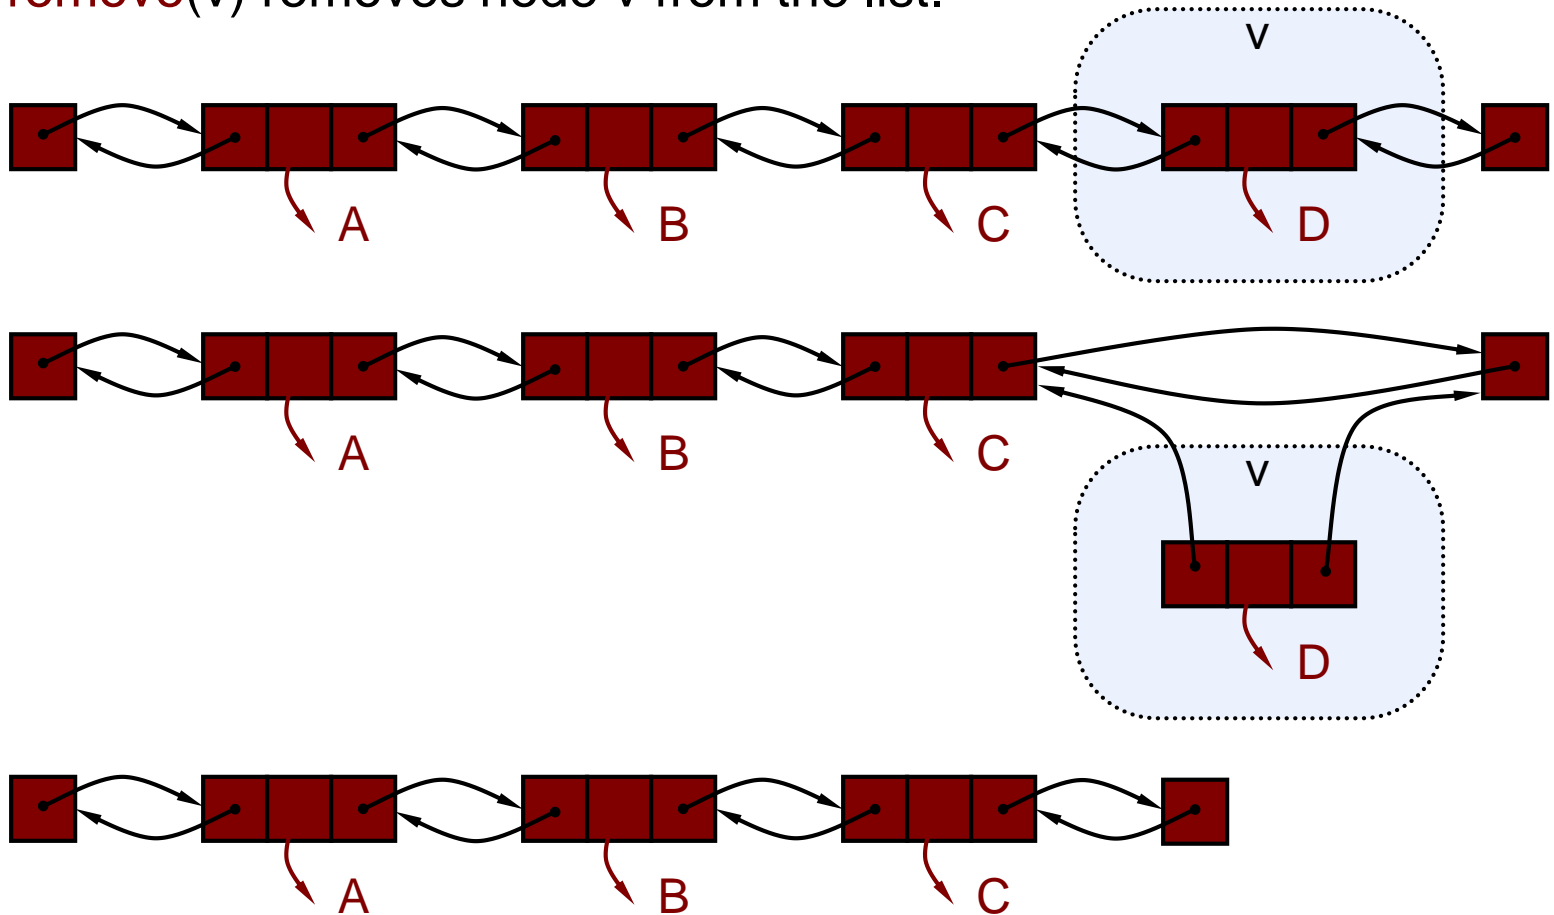 remove(v) removes node v from the list.
v
A B C D
A B C
v
D
A B C